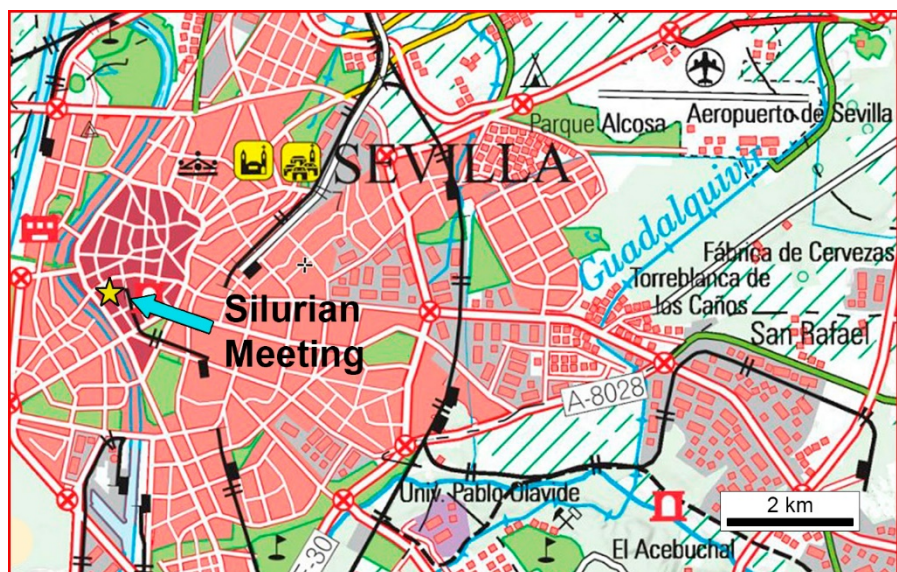 Parque Alcosa
Aeropuerto de Sevilla
SEVILLA
Guadalquivir
Fábrica de Cervezas
Torreblanca de
los Caños
San Rafael
Silurian
Meeting
A-8028
Univ. Pablo Olavide
2 km
El Acebuchal
E-30